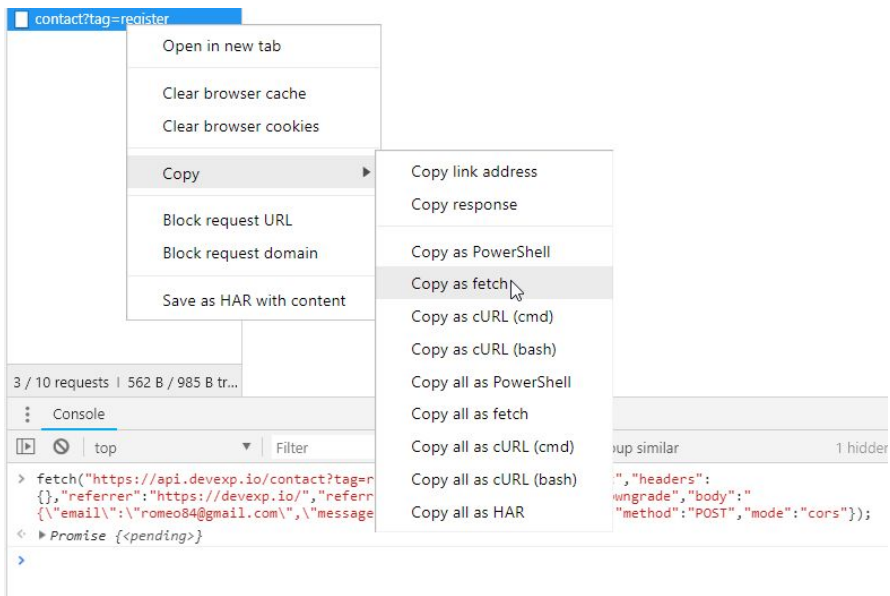 contact?tag=register
Open in new tab
Clear browser cache
Clear browser cookies
Copy
Block request URL
Block request domain
Save as HAR with content
Copy link address
Copy response
Copy as PowerShell
Copy as fetch
Copy as cURL (cmd)
Copy as cURL (bash)
Copy all as PowerShell
Copy all as fetch
Copy all as cURL (cmd)
Copy all as cURL (bash)
Copy all as HAR
3 / 10 requests | 562 B / 985 B tr...
Console
top Filter oup similar 1 hidden
> fetch("https://api.devexp.io/contact?tag=r ","headers":
{},"referrer":"https://devexp.io/","referr wngrade","body":"
{\"email\":\"romeo84@gmail.com\",\"message "method":"POST","mode":"cors"});
Promise {<pending>}
>